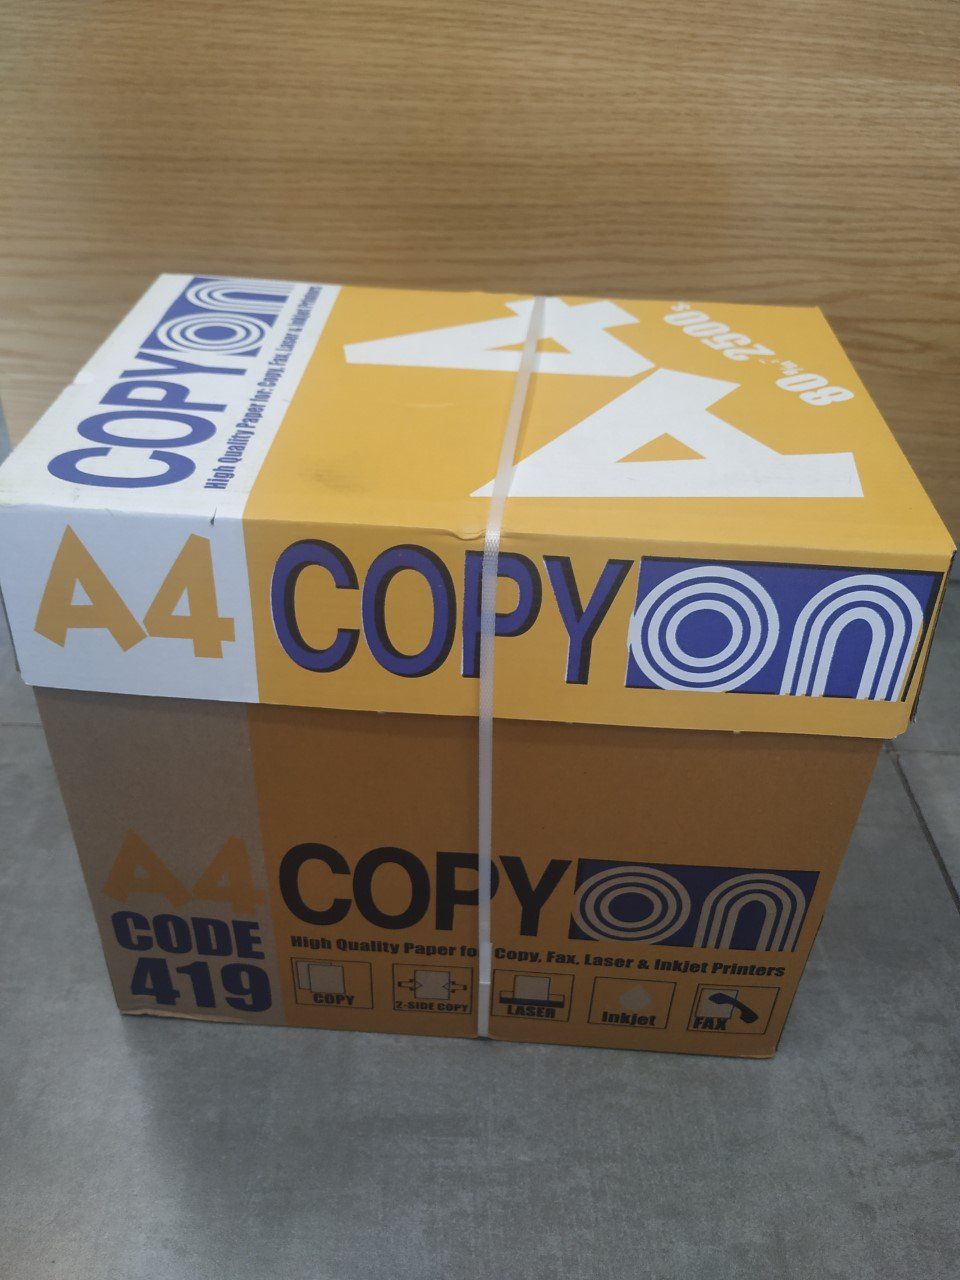 COPYon
High Quality Paper for: Copy, Fax, Laser & Inkjet Printers
A4
80 g/m² 2500s
A4
COPYon
A4
CODE
419
COPYon
High Quality Paper for Copy, Fax, Laser & Inkjet Printers
COPY
2-SIDE COPY
LASER
Inkjet
FAX